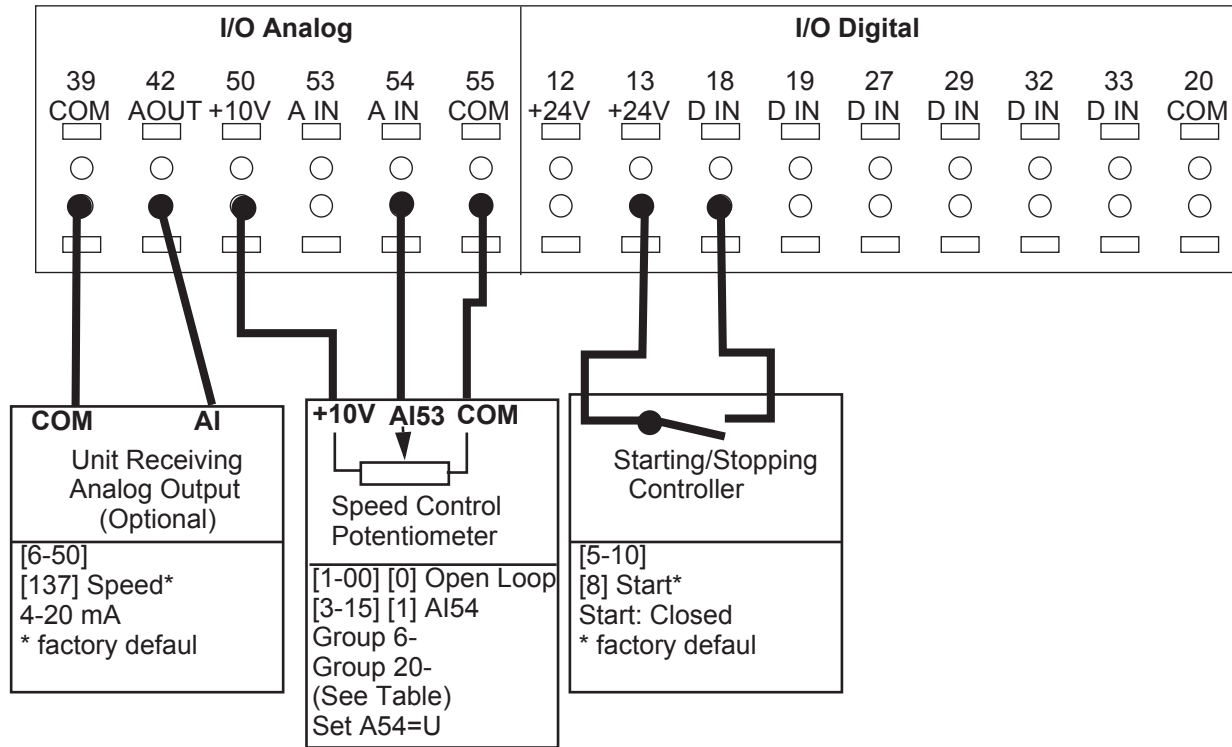 I/O Analog
I/O Digital
39 42 50 53 54 55 12 13 18 19 27 29 32 33 20
COM AOUT +10V A IN A IN COM +24V +24V D IN D IN D IN D IN D IN D IN COM
COM AI
Unit Receiving
Analog Output
(Optional)
[6-50]
[137] Speed*
4-20 mA
* factory defaul
+10V AI53 COM
Speed Control
Potentiometer
[1-00] [0] Open Loop
[3-15] [1] AI54
Group 6-
Group 20-
(See Table)
Set A54=U
Starting/Stopping
Controller
[5-10]
[8] Start*
Start: Closed
* factory defaul